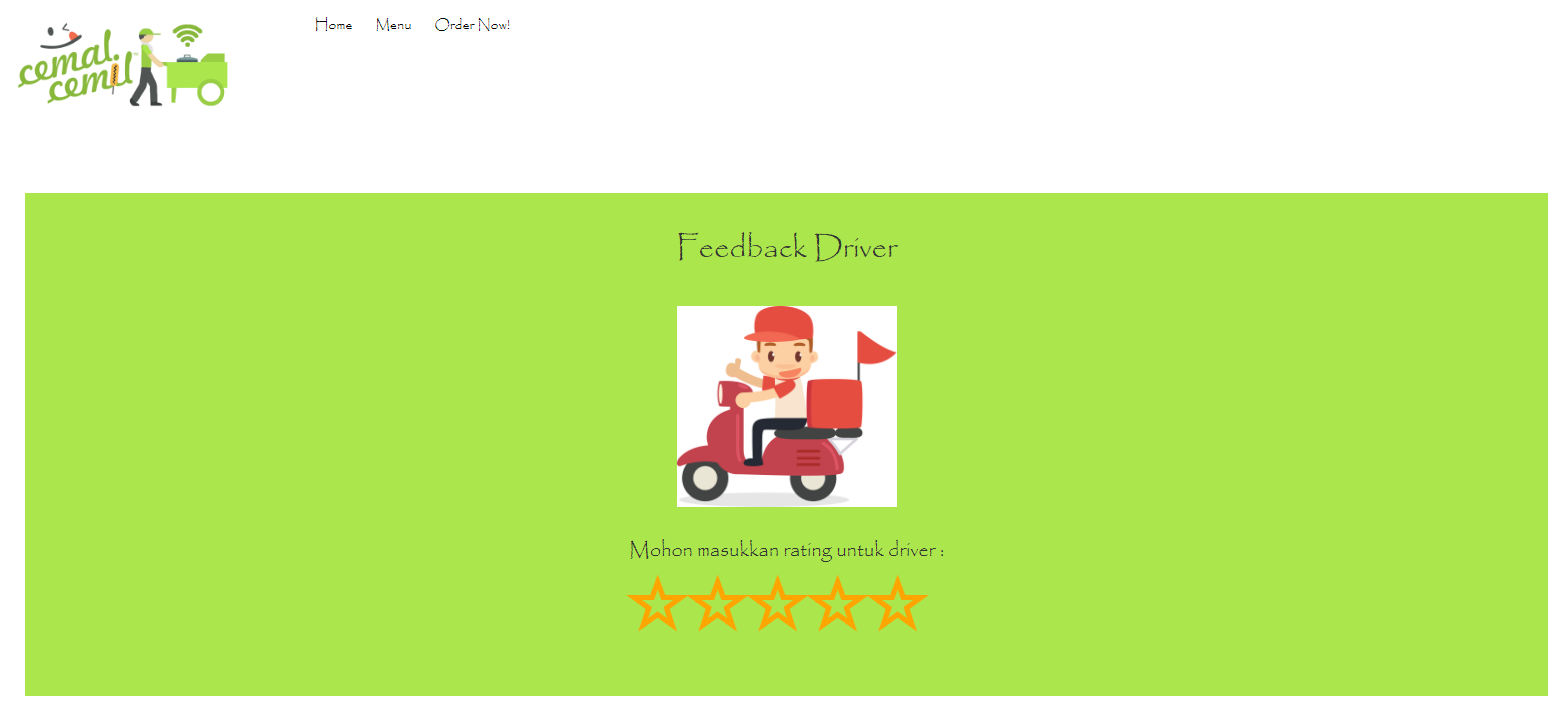 cemal.
cemil
Home Menu Order Now!
Feedback Driver
Mohon masukkan rating untuk driver :